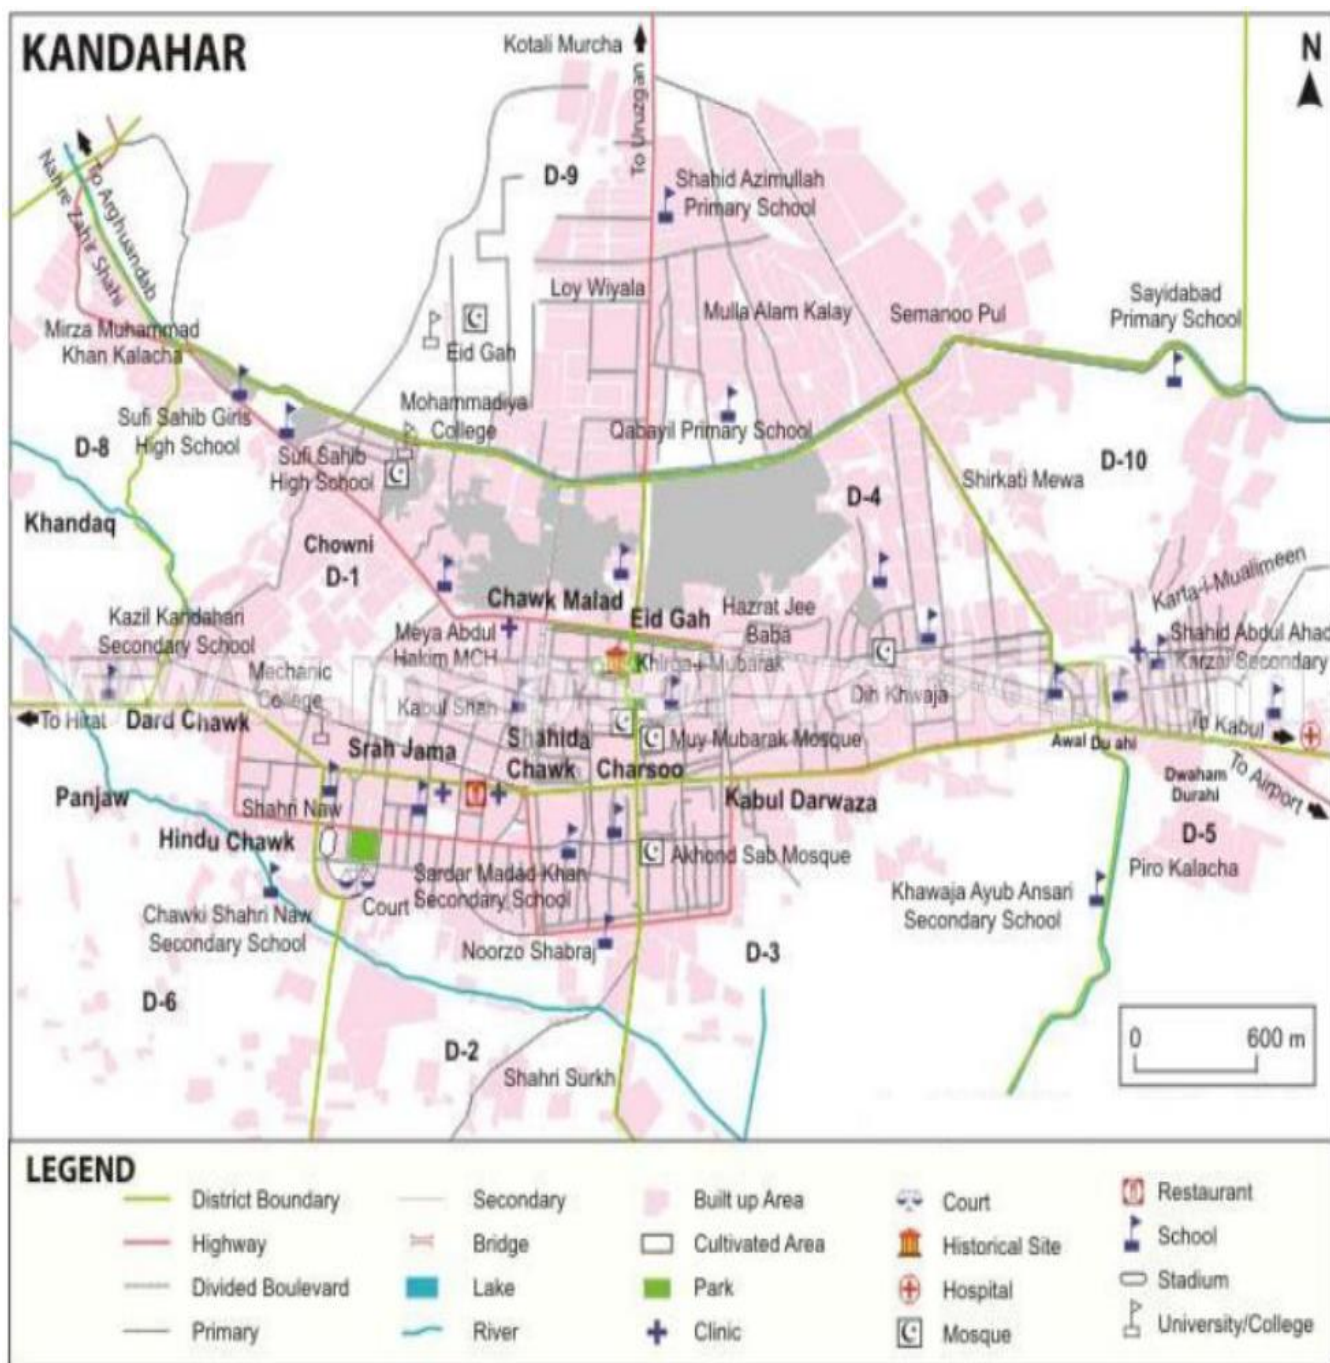 KANDAHAR
N
Kotali Murcha
To Uruzgan
D-9
Shahid Azimullah
Primary School
To Arghandab
Nahre Zahir Shahi
Loy Wiyala
Mulla Alam Kalay
Semanoo Pul
Sayidabad
Primary School
Mirza Muhammad
Khan Kalacha
Eid Gah
Mohammadiya
College
Sufi Sahib Girls
High School
Qabayil Primary School
D-8
Sufi Sahib
High School
D-10
Shirkati Mewa
D-4
Khandaq
Chowni
D-1
Karta-i-Mualimeen
Chawk Malad
Eid Gah
Hazrat Jee
Baba
Kazil Kandahari
Secondary School
Meya Abdul
Hakim MCH
Shahid Abdul Ahad
Karzai Secondary
Khirqa-i-Mubarak
Mechanic
College
Kabul Shah
Dih Khwaja
To Hirat
Dard Chawk
Srah Jama
Shahida
Chawk
Charsoo
Muy Mubarak Mosque
Awal Du ahi
To Kabul
To Airport
Panjaw
Shahri Naw
Kabul Darwaza
Dwaham
Durahi
D-5
Hindu Chawk
Akhond Sab Mosque
Piro Kalacha
Sardar Madad Khan
Secondary School
Court
Chawki Shahri Naw
Secondary School
Khawaja Ayub Ansari
Secondary School
Noorzo Shabraj
D-3
D-6
D-2
Shahri Surkh
0 600 m
LEGEND
District Boundary
Highway
Divided Boulevard
Primary
Secondary
Bridge
Lake
River
Built up Area
Cultivated Area
Park
Clinic
Court
Historical Site
Hospital
Mosque
Restaurant
School
Stadium
University/College